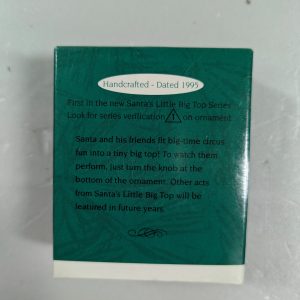 Handcrafted - Dated 1995
First in the new Santa's Little Big Top Series
Look for series verification 1 on ornament
Santa and his friends fit big-time circus
fun into a tiny big top! To watch them
perform, just turn the knob at the
bottom of the ornament. Other acts
from Santa's Little Big Top will be
featured in future years.